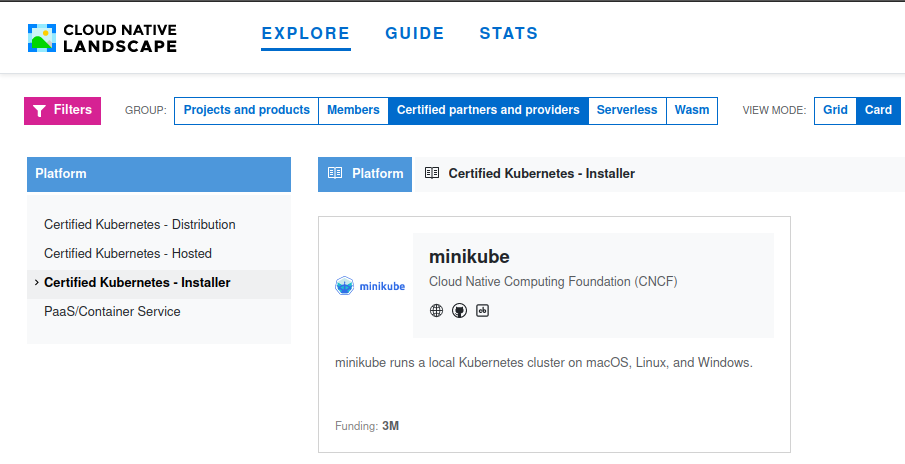 CLOUD NATIVE
LANDSCAPE
EXPLORE GUIDE STATS
Filters GROUP: Projects and products Members Certified partners and providers Serverless Wasm VIEW MODE: Grid Card
Platform
Certified Kubernetes - Distribution
Certified Kubernetes - Hosted
› Certified Kubernetes - Installer
PaaS/Container Service
Platform Certified Kubernetes - Installer
minikube
minikube
Cloud Native Computing Foundation (CNCF)
cb
minikube runs a local Kubernetes cluster on macOS, Linux, and Windows.
Funding: 3M